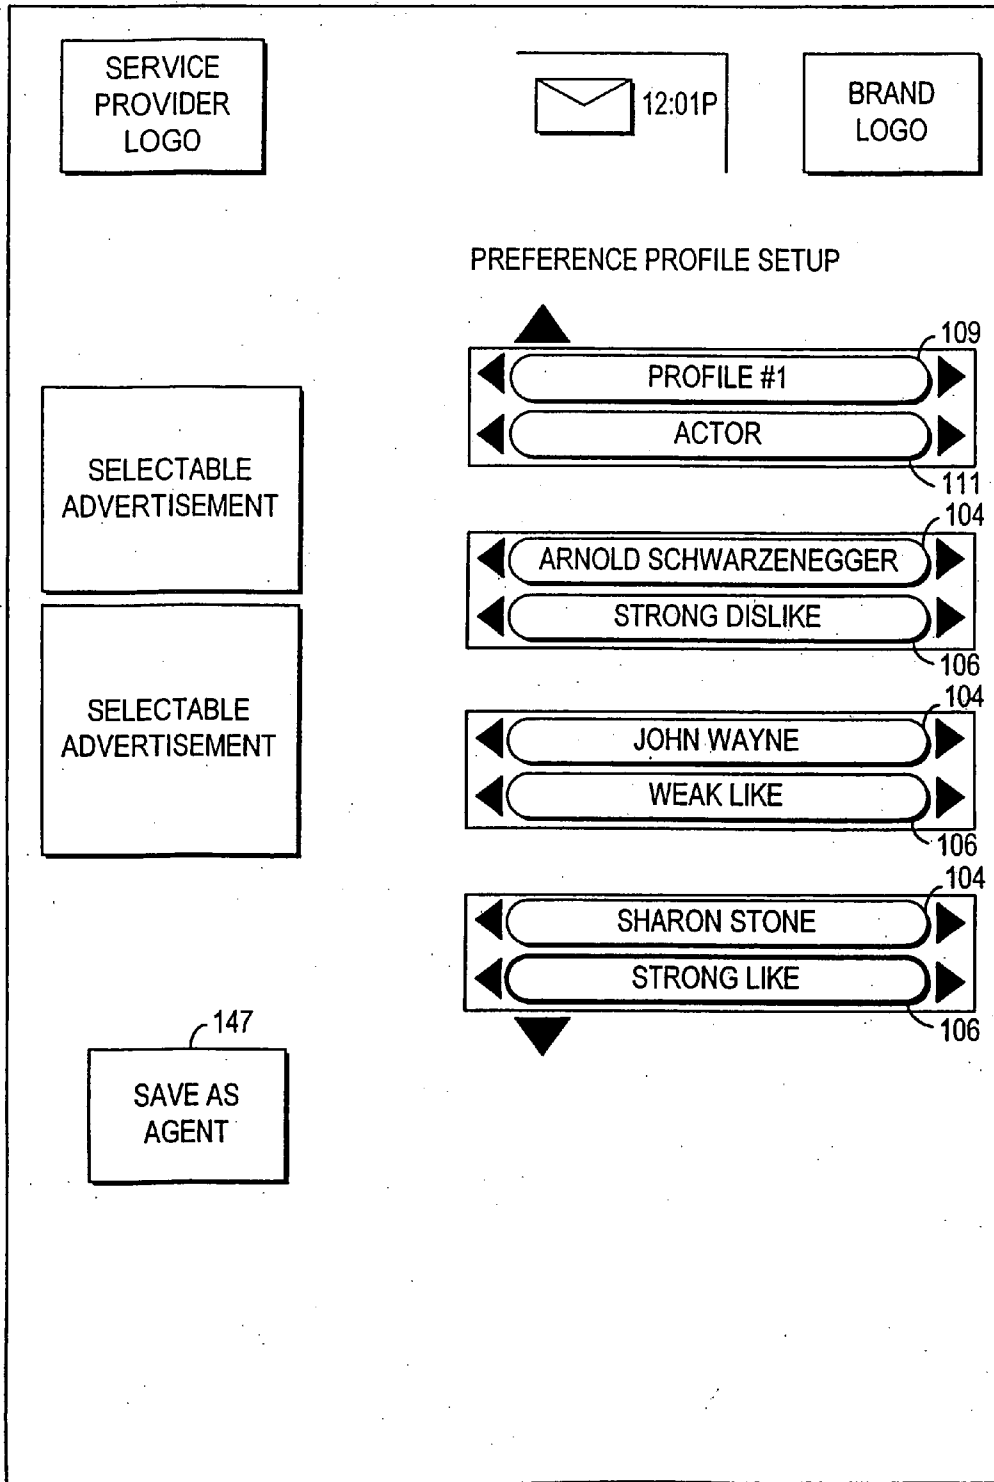 SERVICE
PROVIDER
LOGO
12:01P
BRAND
LOGO
PREFERENCE PROFILE SETUP
109
PROFILE #1
ACTOR
111
SELECTABLE
ADVERTISEMENT
104
ARNOLD SCHWARZENEGGER
STRONG DISLIKE
106
SELECTABLE
ADVERTISEMENT
104
JOHN WAYNE
WEAK LIKE
106
104
SHARON STONE
STRONG LIKE
106
147
SAVE AS
AGENT